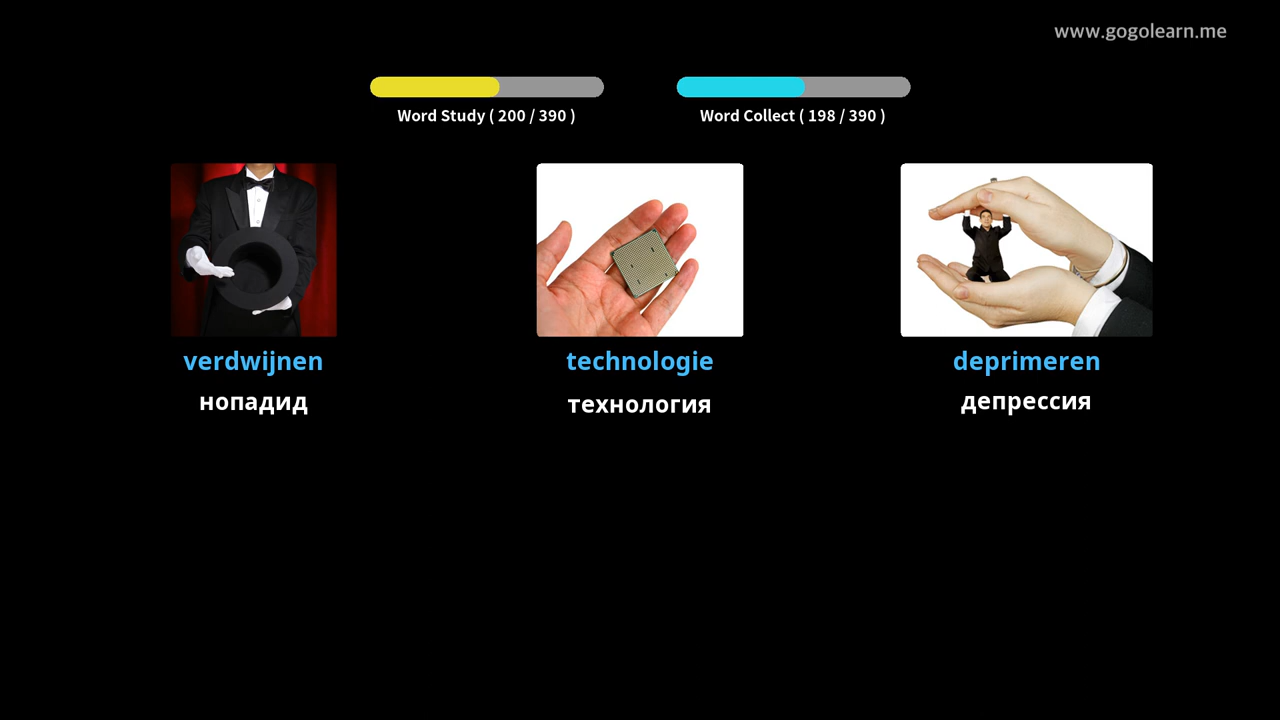 www.gogolearn.me
Word Study ( 200 / 390 )
Word Collect ( 198 / 390 )
verdwijnen
нопадид
technologie
технология
deprimeren
депрессия